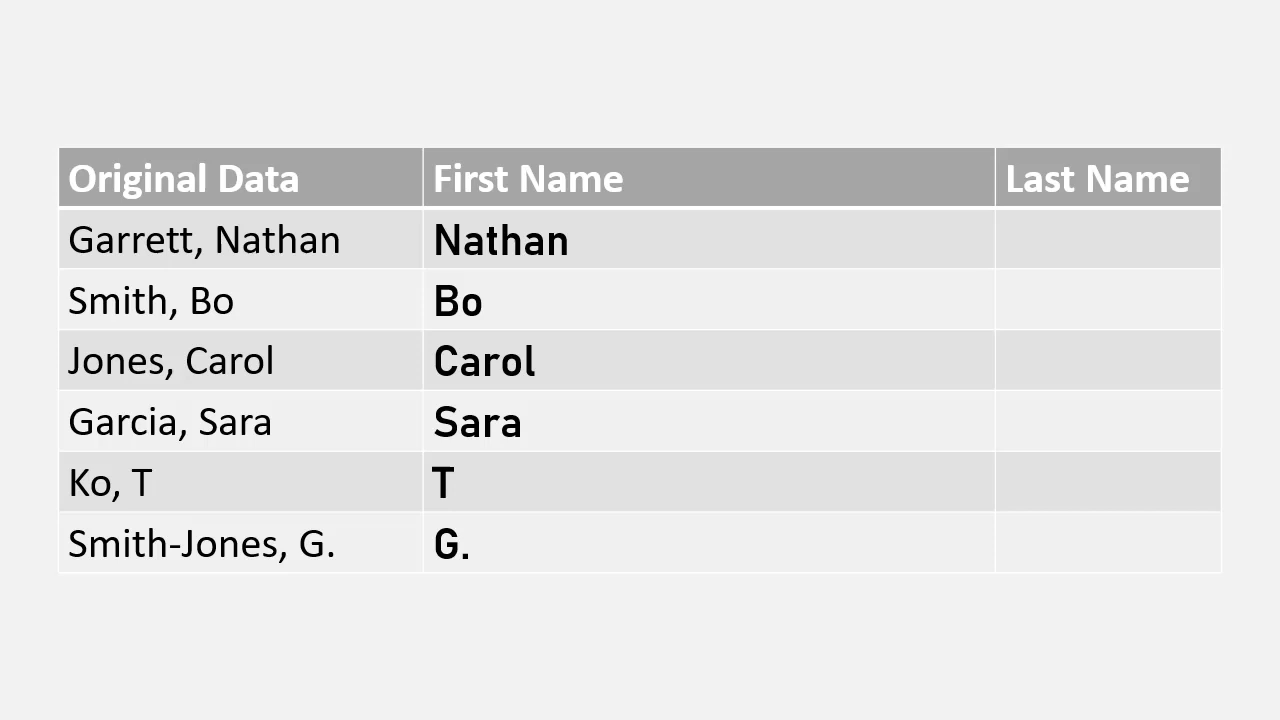 Original Data First Name Last Name
Garrett, Nathan Nathan
Smith, Bo Bo
Jones, Carol Carol
Garcia, Sara Sara
Ko, T T
Smith-Jones, G. G.